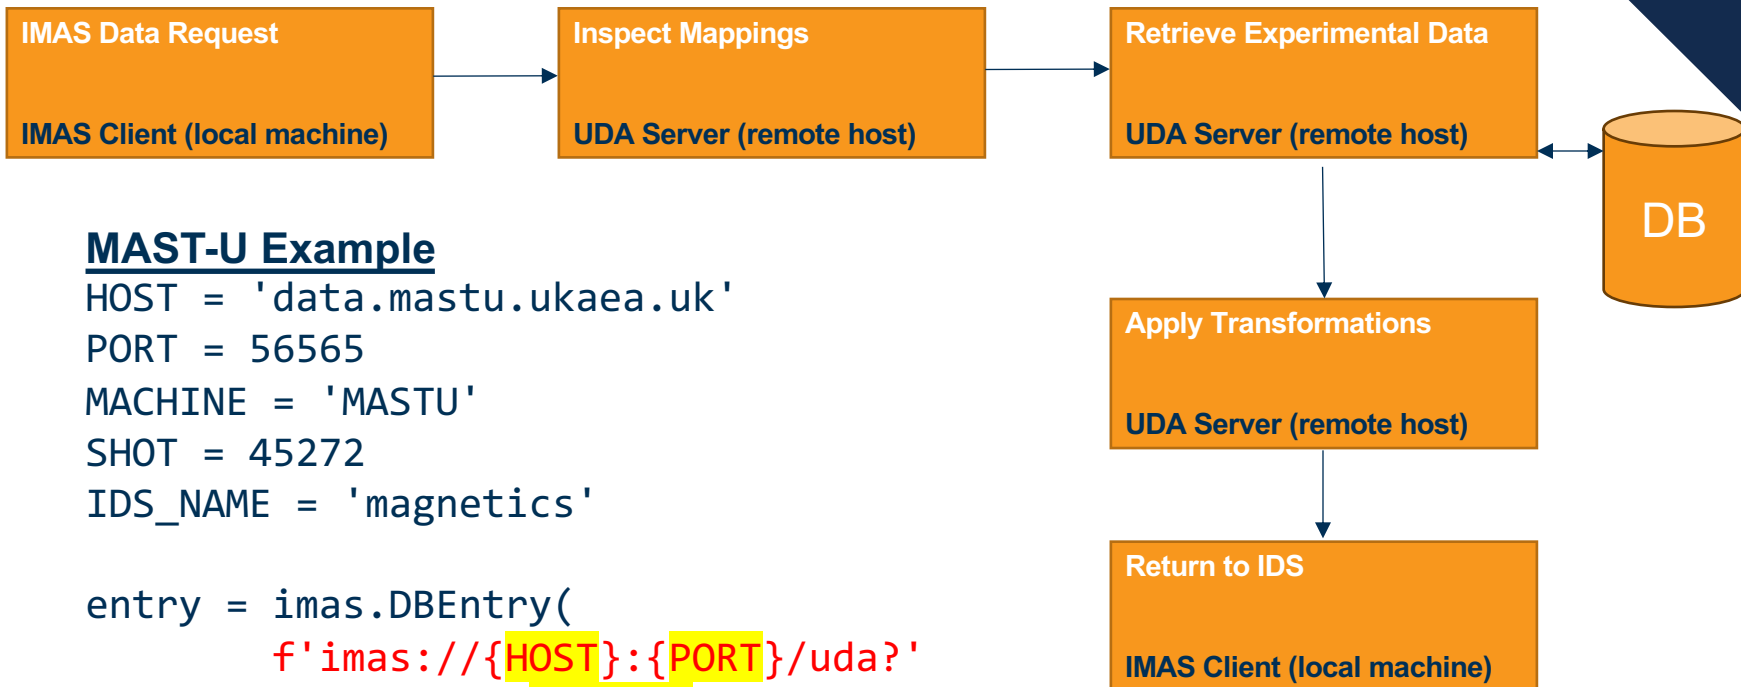 IMAS Data Request
IMAS Client (local machine)
Inspect Mappings
UDA Server (remote host)
Retrieve Experimental Data
UDA Server (remote host)
DB
MAST-U Example
HOST = 'data.mastu.ukaea.uk'
PORT = 56565
MACHINE = 'MASTU'
SHOT = 45272
IDS_NAME = 'magnetics'
entry = imas.DBEntry(
f'imas://{HOST}:{PORT}/uda?'
Apply Transformations
UDA Server (remote host)
Return to IDS
IMAS Client (local machine)